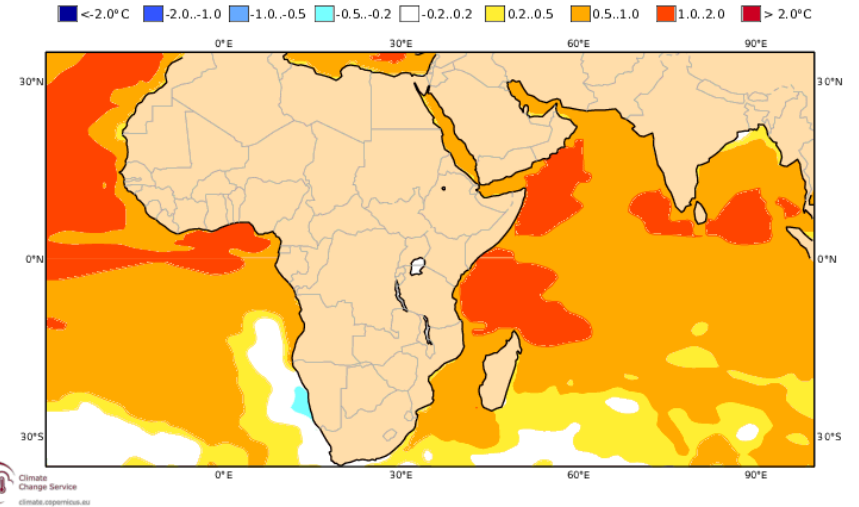 <-2.0°C -2.0..-1.0 -1.0..-0.5 -0.5..-0.2 -0.2..0.2 0.2..0.5 0.5..1.0 1.0..2.0 > 2.0°C
0°E 30°E 60°E 90°E
30°N 30°N
0°N 0°N
30°S 30°S
0°E 30°E 60°E 90°E
Climate
Change Service
climate.copernicus.eu